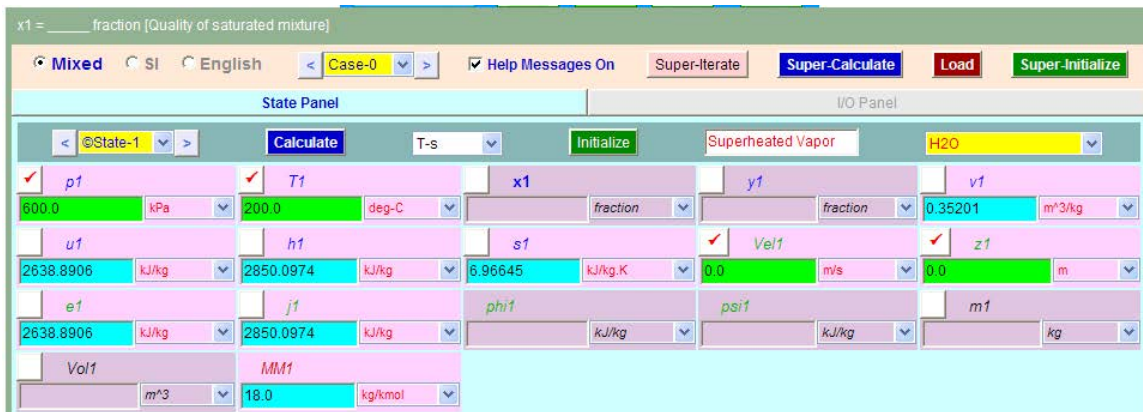 x1 = _____ fraction [Quality of saturated mixture]
Mixed SI English < Case-0 > Help Messages On Super-Iterate Super-Calculate Load Super-Initialize
State Panel I/O Panel
< ©State-1 > Calculate T-s Initialize Superheated Vapor H2O
p1 T1 x1 y1 v1
600.0 kPa 200.0 deg-C fraction fraction 0.35201 m^3/kg
u1 h1 s1 Vel1 z1
2638.8906 kJ/kg 2850.0974 kJ/kg 6.96645 kJ/kg.K 0.0 m/s 0.0 m
e1 j1 phi1 psi1 m1
2638.8906 kJ/kg 2850.0974 kJ/kg kJ/kg kJ/kg kg
Vol1 MM1
m^3 18.0 kg/kmol